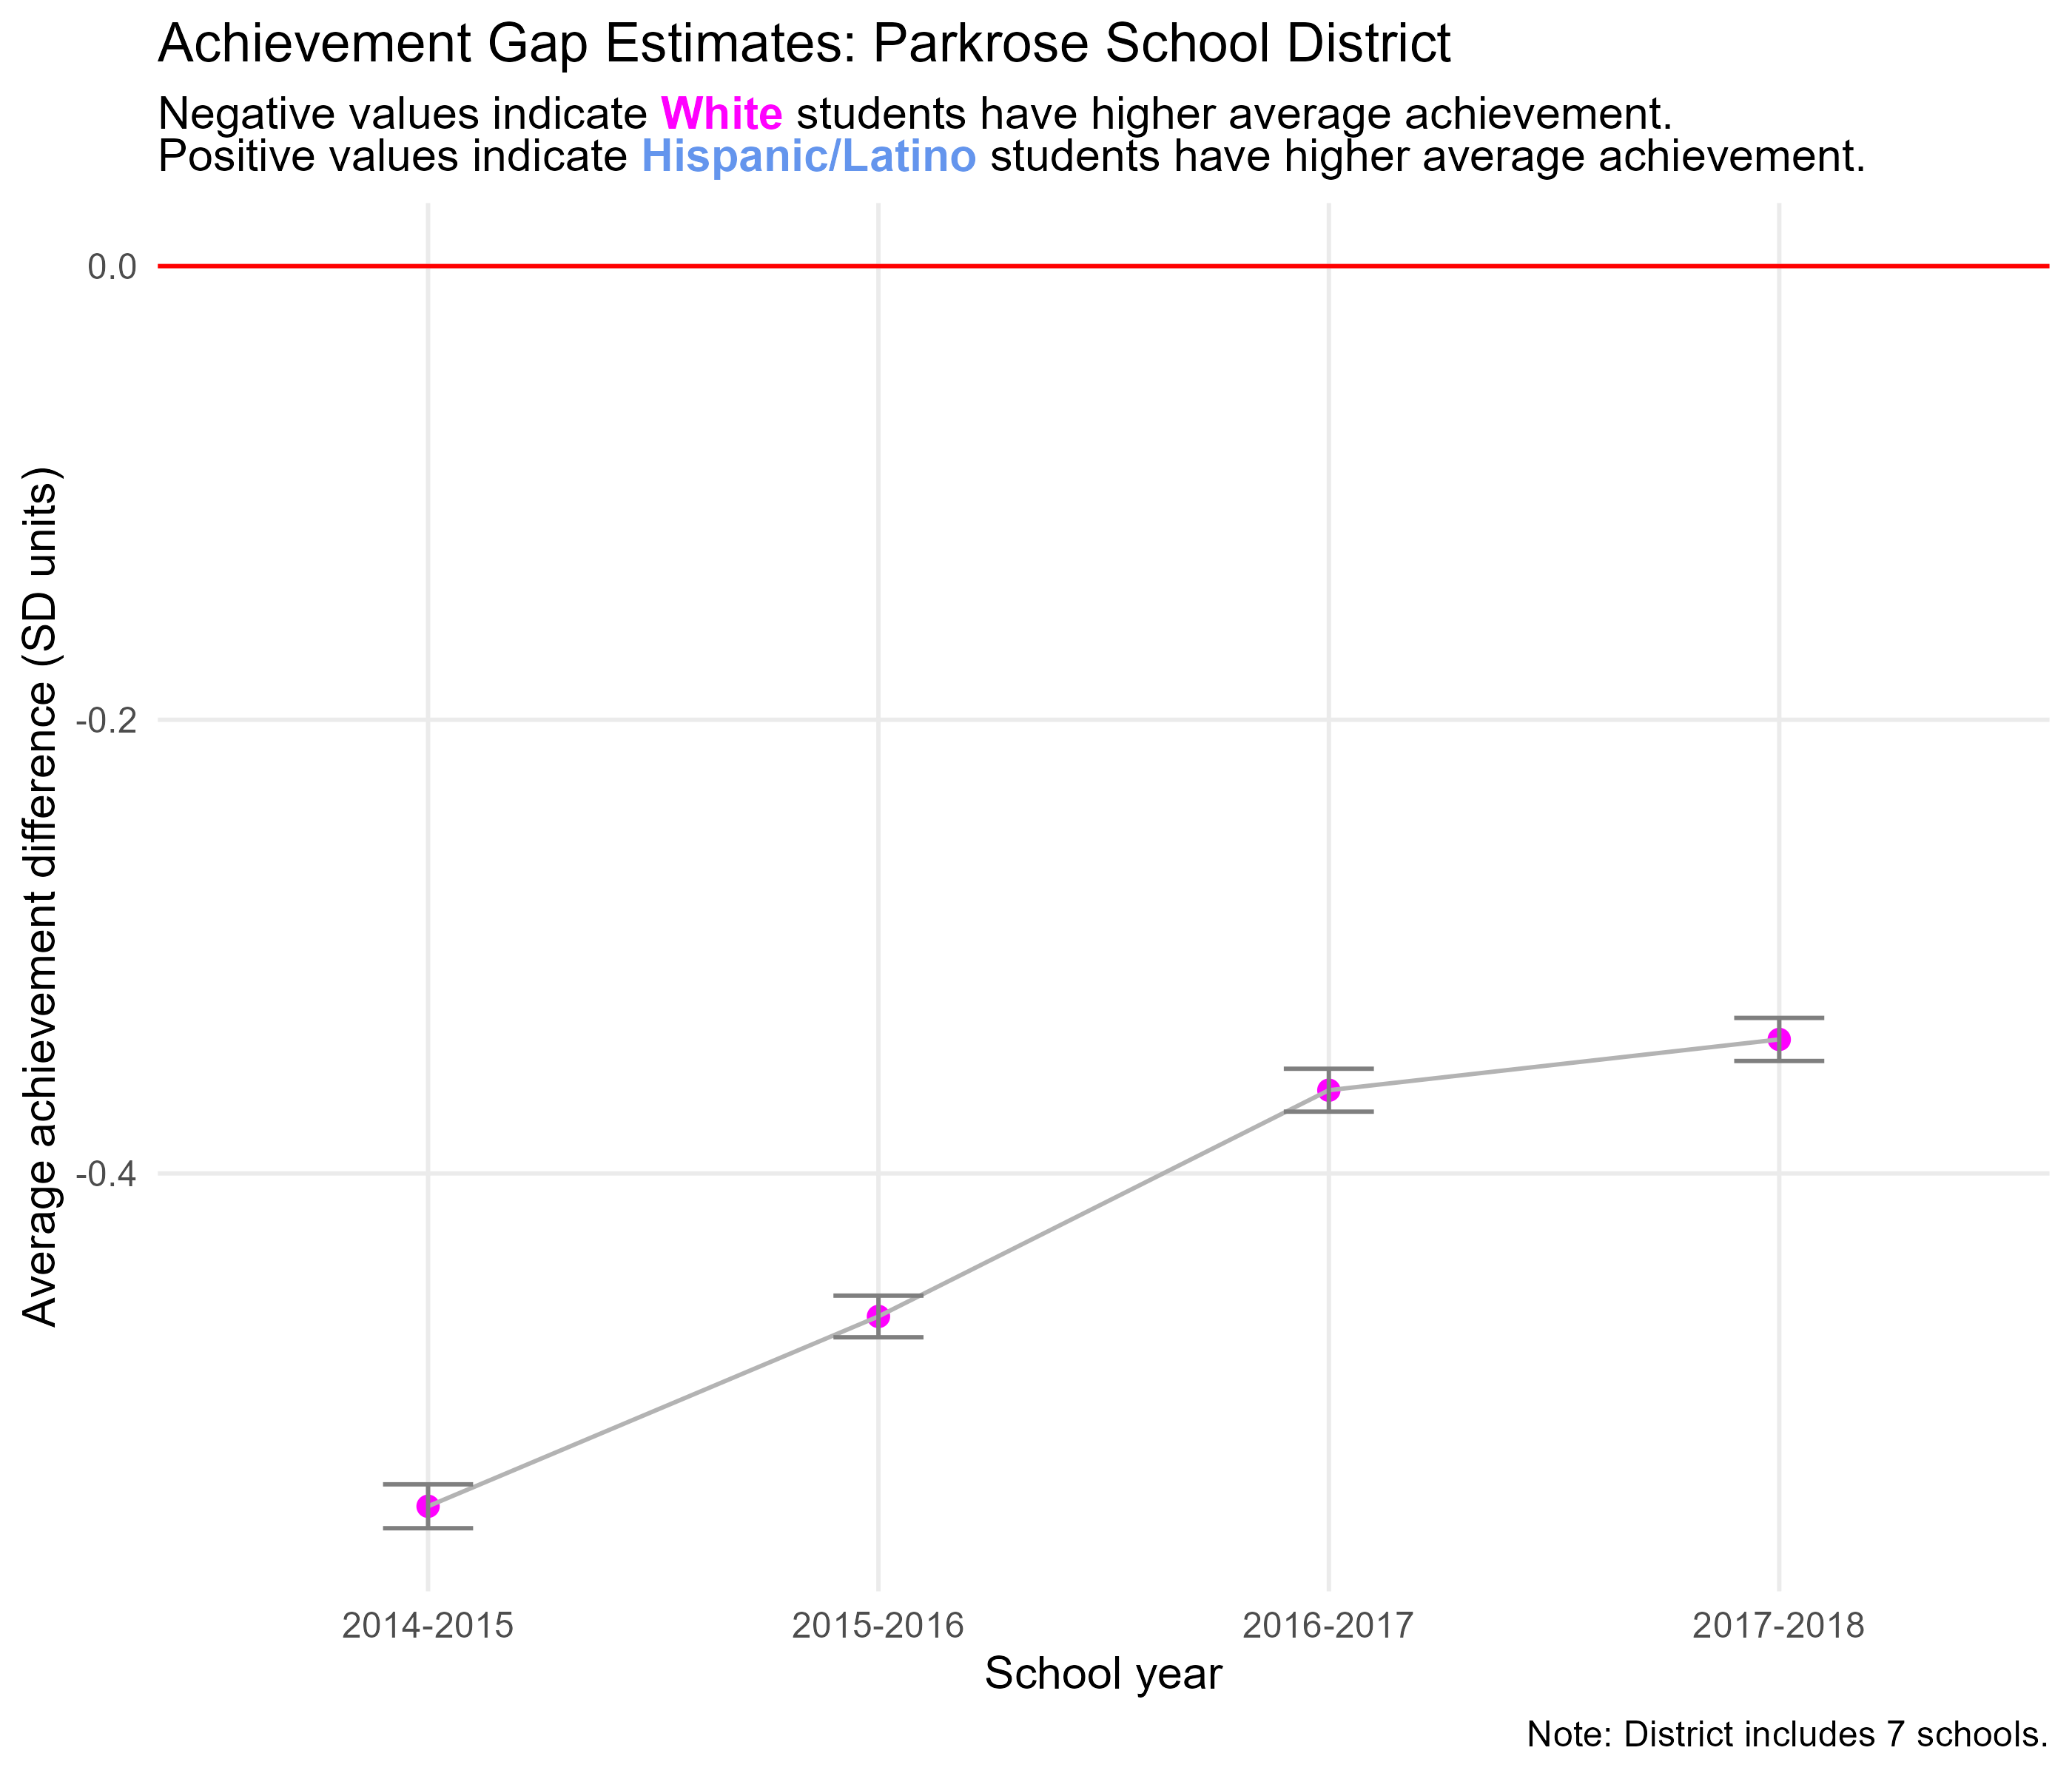 Achievement Gap Estimates: Parkrose School District
Negative values indicate White students have higher average achievement.
Positive values indicate Hispanic/Latino students have higher average achievement.
Average achievement difference (SD units)
0.0
-0.2
-0.4
2014-2015
2015-2016
2016-2017
2017-2018
School year
Note: District includes 7 schools.